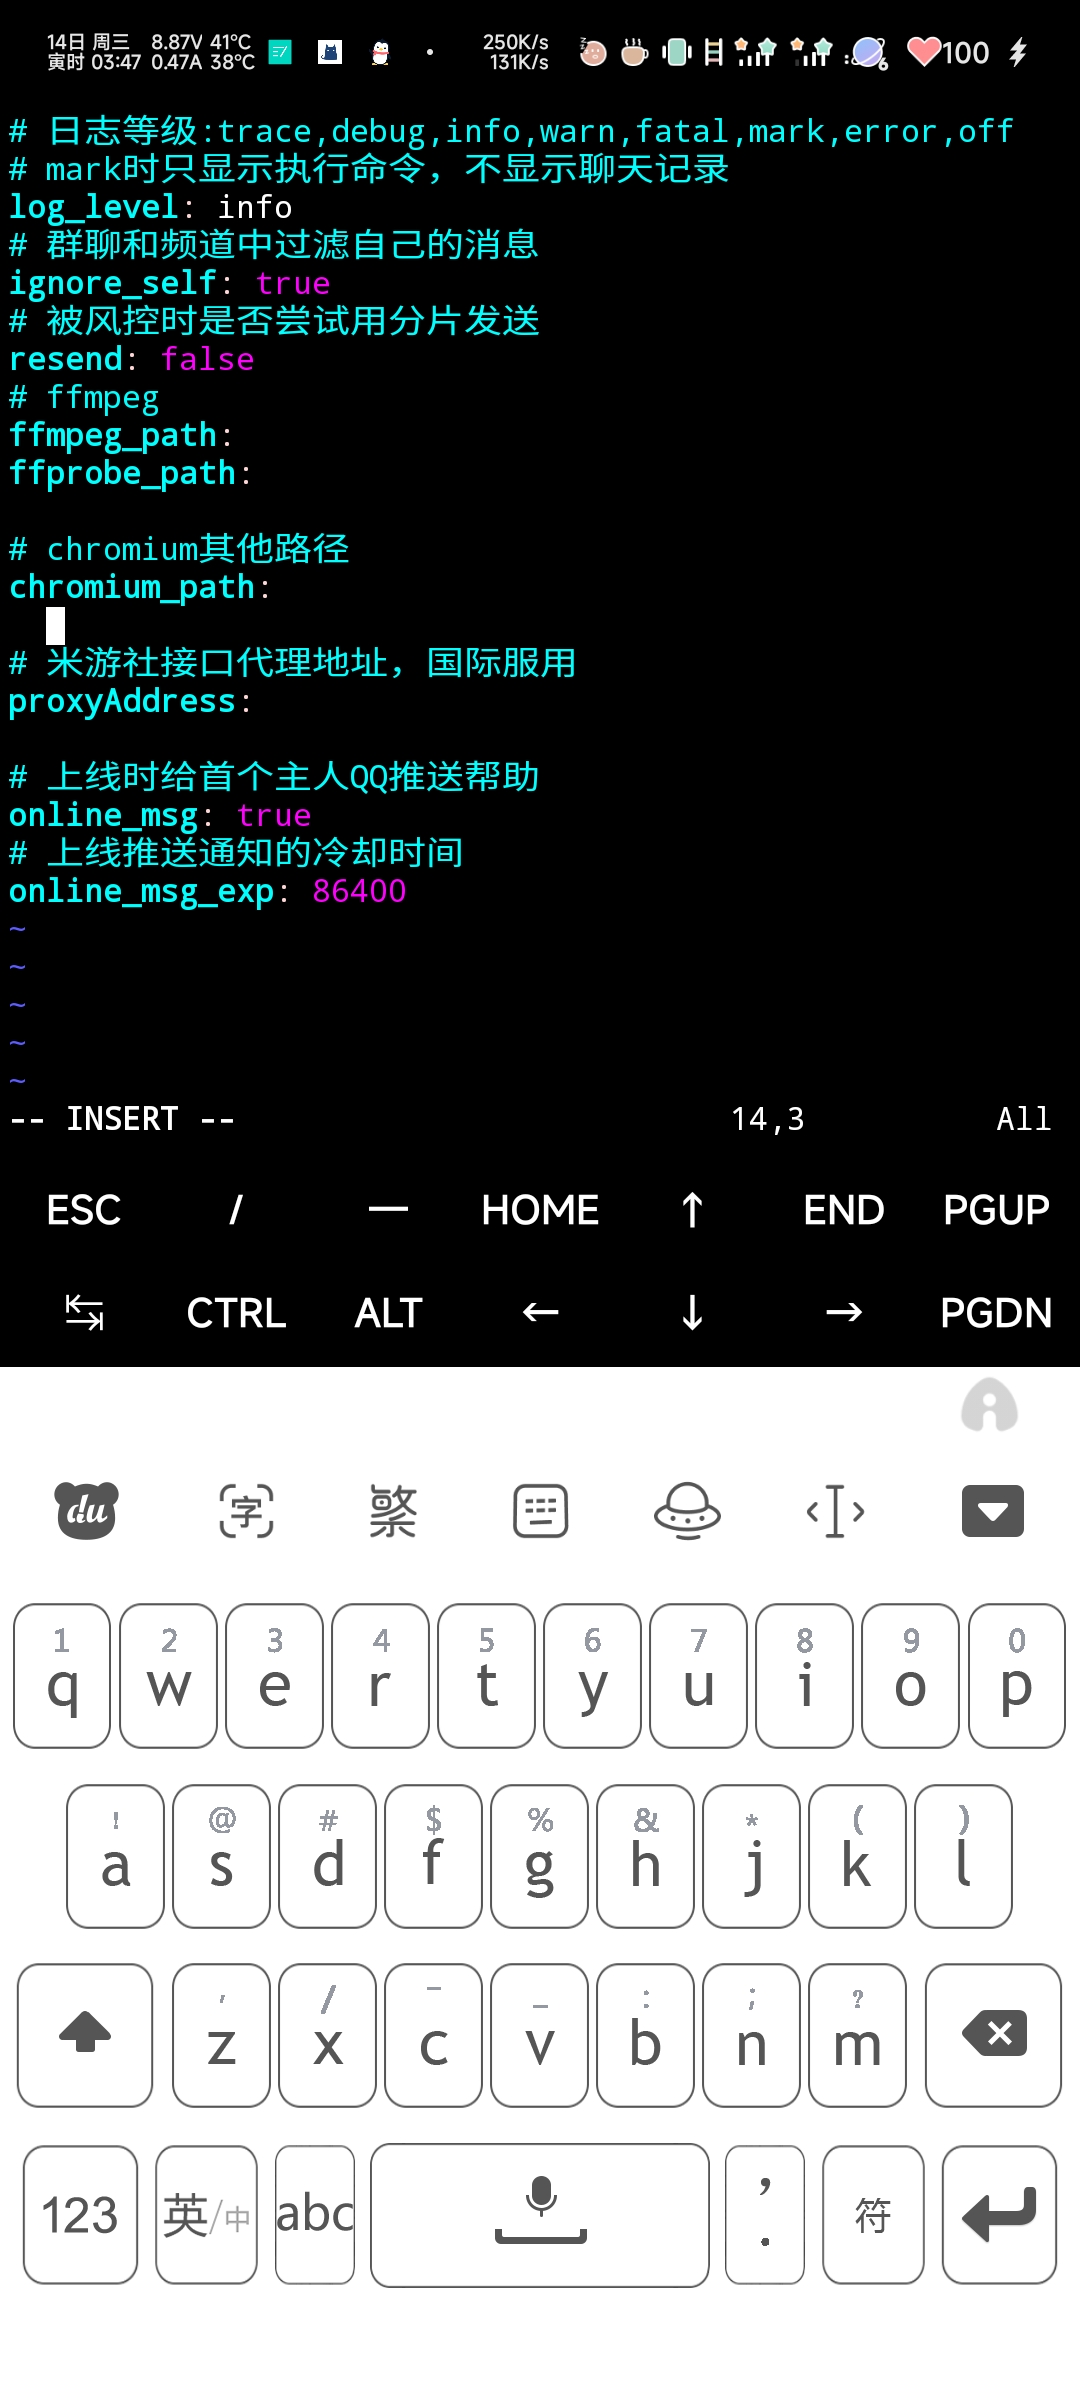 14日 周三 8.87V 41°C 250K/s 100
寅时 03:47 0.47A 38°C 131K/s 6
# 日志等级:trace,debug,info,warn,fatal,mark,error,off
# mark时只显示执行命令，不显示聊天记录
log_level: info
# 群聊和频道中过滤自己的消息
ignore_self: true
# 被风控时是否尝试用分片发送
resend: false
# ffmpeg
ffmpeg_path:
ffprobe_path:
# chromium其他路径
chromium_path:
# 米游社接口代理地址，国际服用
proxyAddress:
# 上线时给首个主人QQ推送帮助
online_msg: true
# 上线推送通知的冷却时间
online_msg_exp: 86400
~
~
~
~
~
-- INSERT -- 14,3 All
ESC / — HOME ↑ END PGUP
↹ CTRL ALT ← ↓ → PGDN
du 字 繁
1 2 3 4 5 6 7 8 9 0
q w e r t y u i o p
! @ # $ % & * ( )
a s d f g h j k l
' / - _ : ; ?
z x c v b n m
123 英/中 abc , . 符